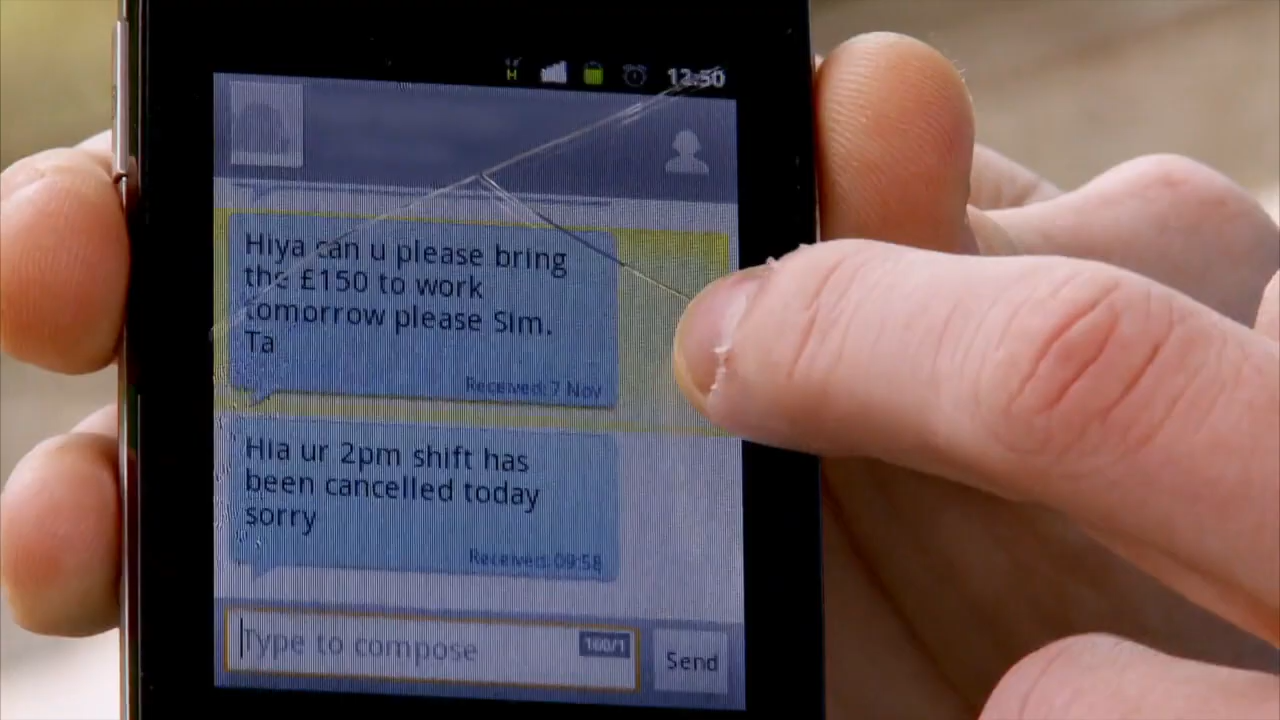 H
12:50
Hiya can u please bring
the £150 to work
tomorrow please Sim.
Ta
Received: 7 Nov
Hia ur 2pm shift has
been cancelled today
sorry
Received: 09:58
Type to compose
160/1
Send